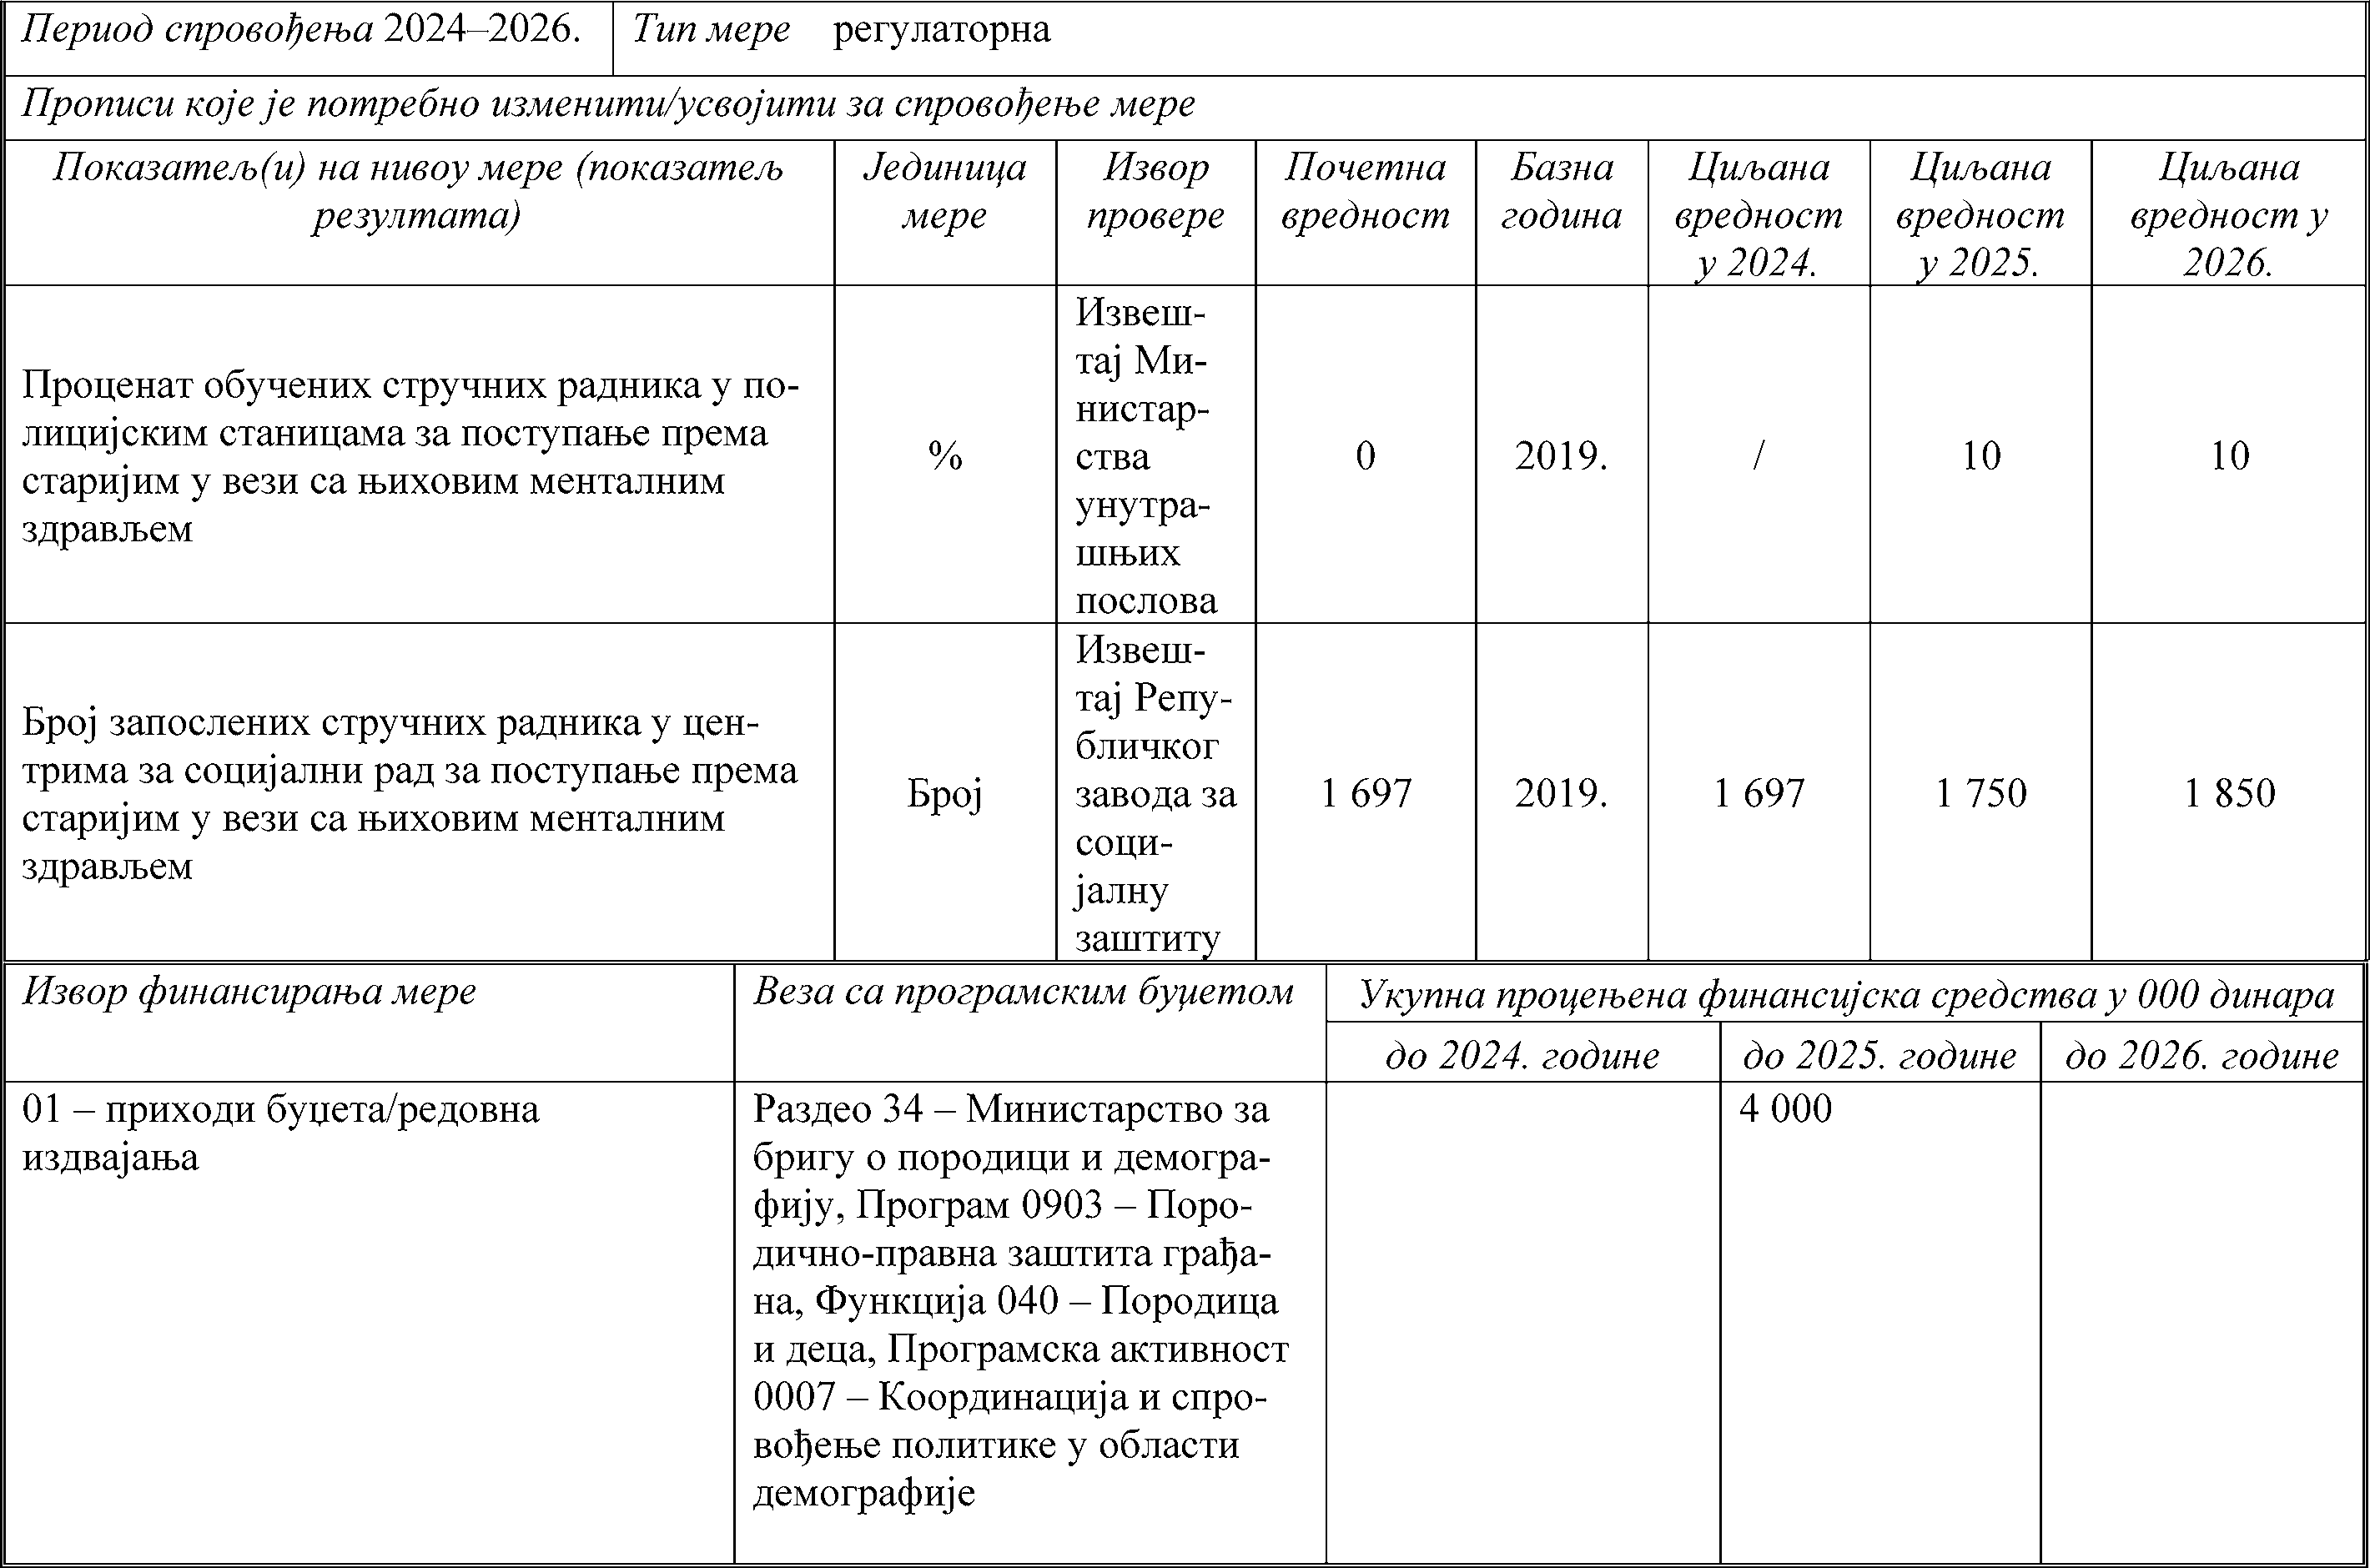 Период спровођења 2024–2026. Тип мере регулаторна
Прописи које је потребно изменити/усвојити за спровођење мере
Показатељ(и) на нивоу мере (показатељ
резултата)
Јединица
мере
Извор
провере
Почетна
вредност
Базна
година
Циљана
вредност
у 2024.
Циљана
вредност
у 2025.
Циљана
вредност у
2026.
Проценат обучених стручних радника у по-
лицијским станицама за поступање према
старијим у вези са њиховим менталним
здрављем
%
Извеш-
тај Ми-
нистар-
ства
унутра-
шњих
послова
0
2019.
/
10
10
Број запослених стручних радника у цен-
трима за социјални рад за поступање према
старијим у вези са њиховим менталним
здрављем
Број
Извеш-
тај Репу-
бличког
завода за
соци-
јалну
заштиту
1 697
2019.
1 697
1 750
1 850
Извор финансирања мере
Веза са програмским буџетом
Укупна процењена финансијска средства у 000 динара
до 2024. године
до 2025. године
до 2026. године
01 – приходи буџета/редовна
издвајања
Раздео 34 – Министарство за
бригу о породици и демогра-
фију, Програм 0903 – Поро-
дично-правна заштита грађа-
на, Функција 040 – Породица
и деца, Програмска активност
0007 – Координација и спро-
вођење политике у области
демографије
4 000